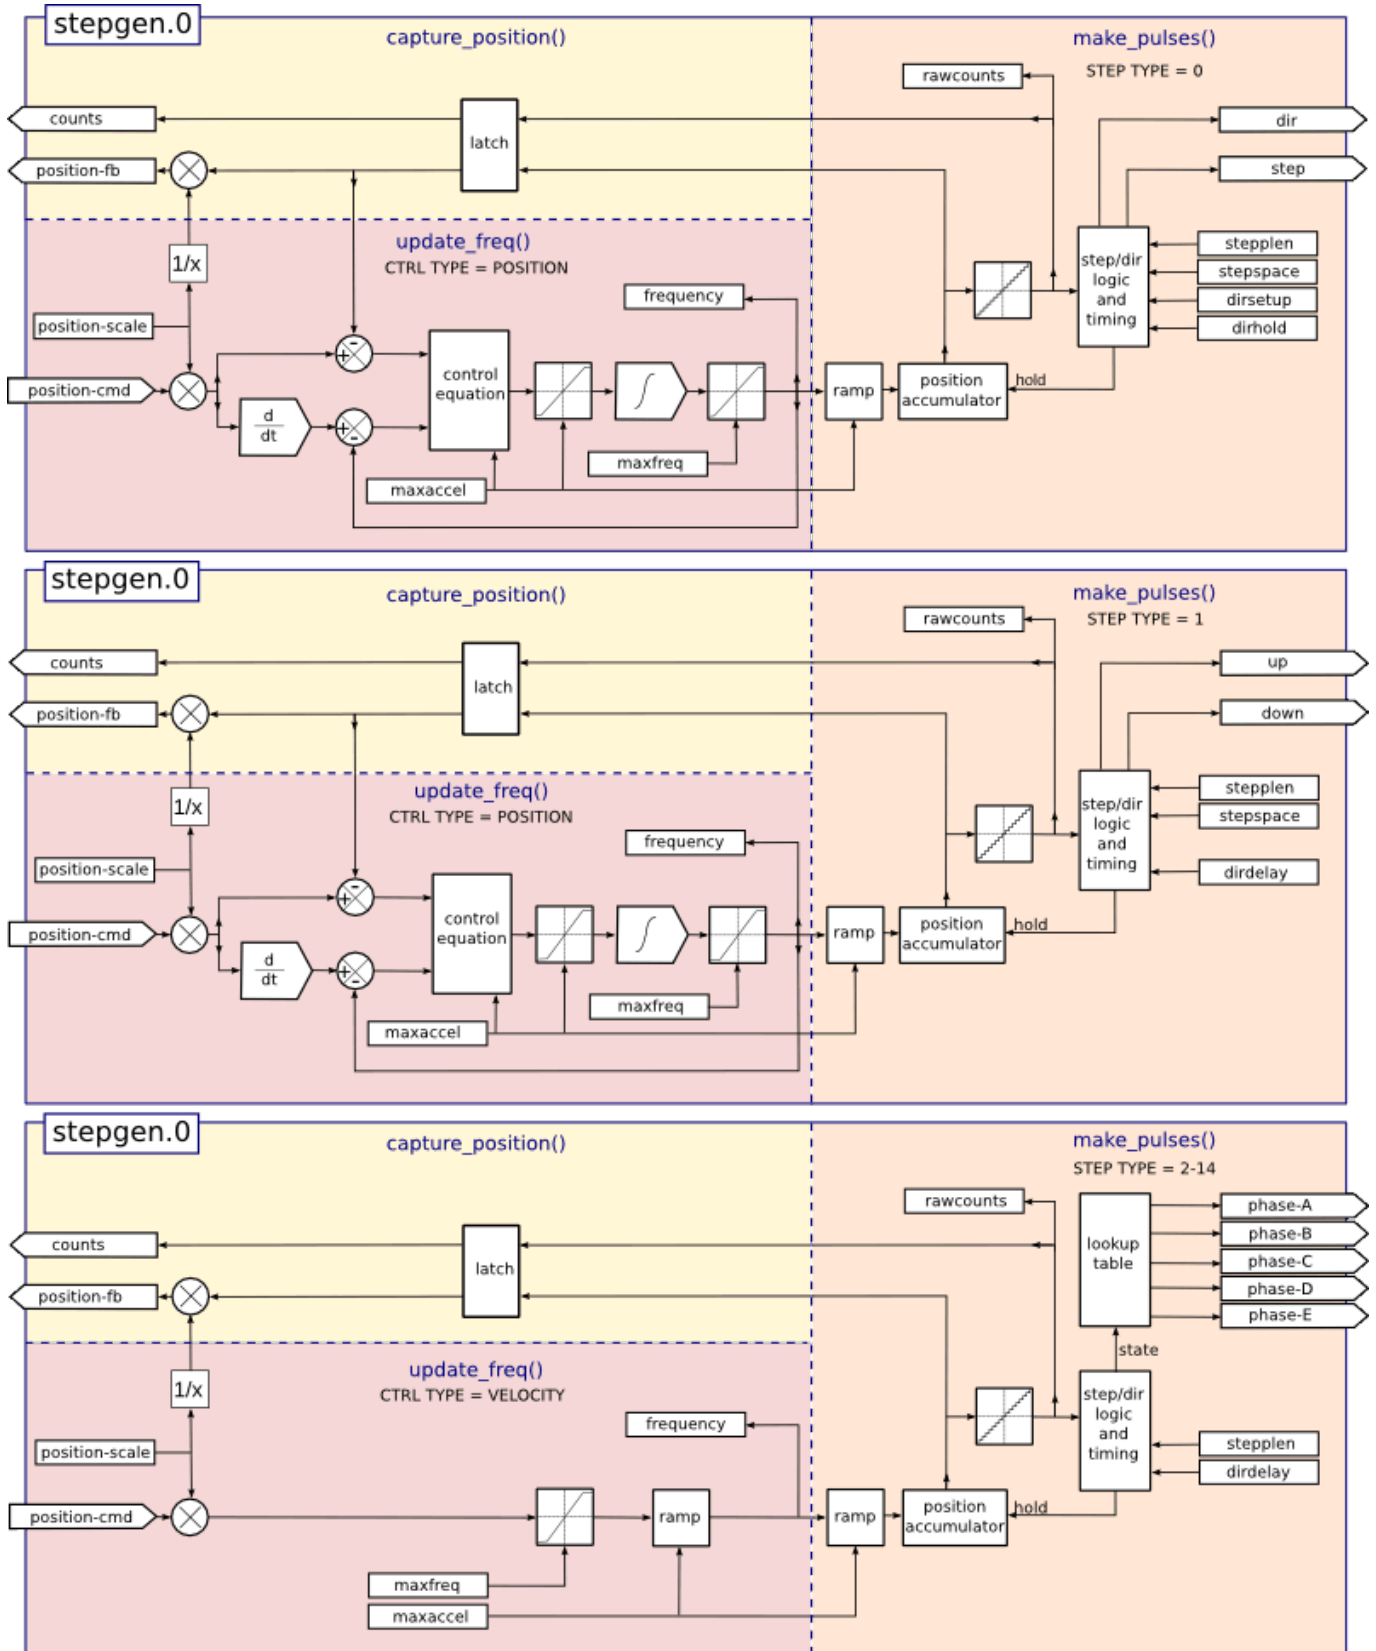 stepgen.0
capture_position()
make_pulses()
STEP TYPE = 0
rawcounts
counts
latch
dir
position-fb
step
update_freq()
CTRL TYPE = POSITION
1/x
frequency
position-scale
step/dir
logic
and
timing
stepplen
stepspace
dirsetup
dirhold
position-cmd
d
dt
+
-
+
-
control
equation
∫
ramp
position
accumulator
hold
maxfreq
maxaccel
stepgen.0
capture_position()
make_pulses()
STEP TYPE = 1
rawcounts
counts
latch
up
position-fb
down
update_freq()
CTRL TYPE = POSITION
1/x
frequency
position-scale
step/dir
logic
and
timing
stepplen
stepspace
dirdelay
position-cmd
d
dt
+
-
+
-
control
equation
∫
ramp
position
accumulator
hold
maxfreq
maxaccel
stepgen.0
capture_position()
make_pulses()
STEP TYPE = 2-14
rawcounts
counts
latch
lookup
table
phase-A
phase-B
phase-C
phase-D
phase-E
position-fb
state
update_freq()
CTRL TYPE = VELOCITY
1/x
frequency
position-scale
step/dir
logic
and
timing
stepplen
dirdelay
position-cmd
ramp
ramp
position
accumulator
hold
maxfreq
maxaccel